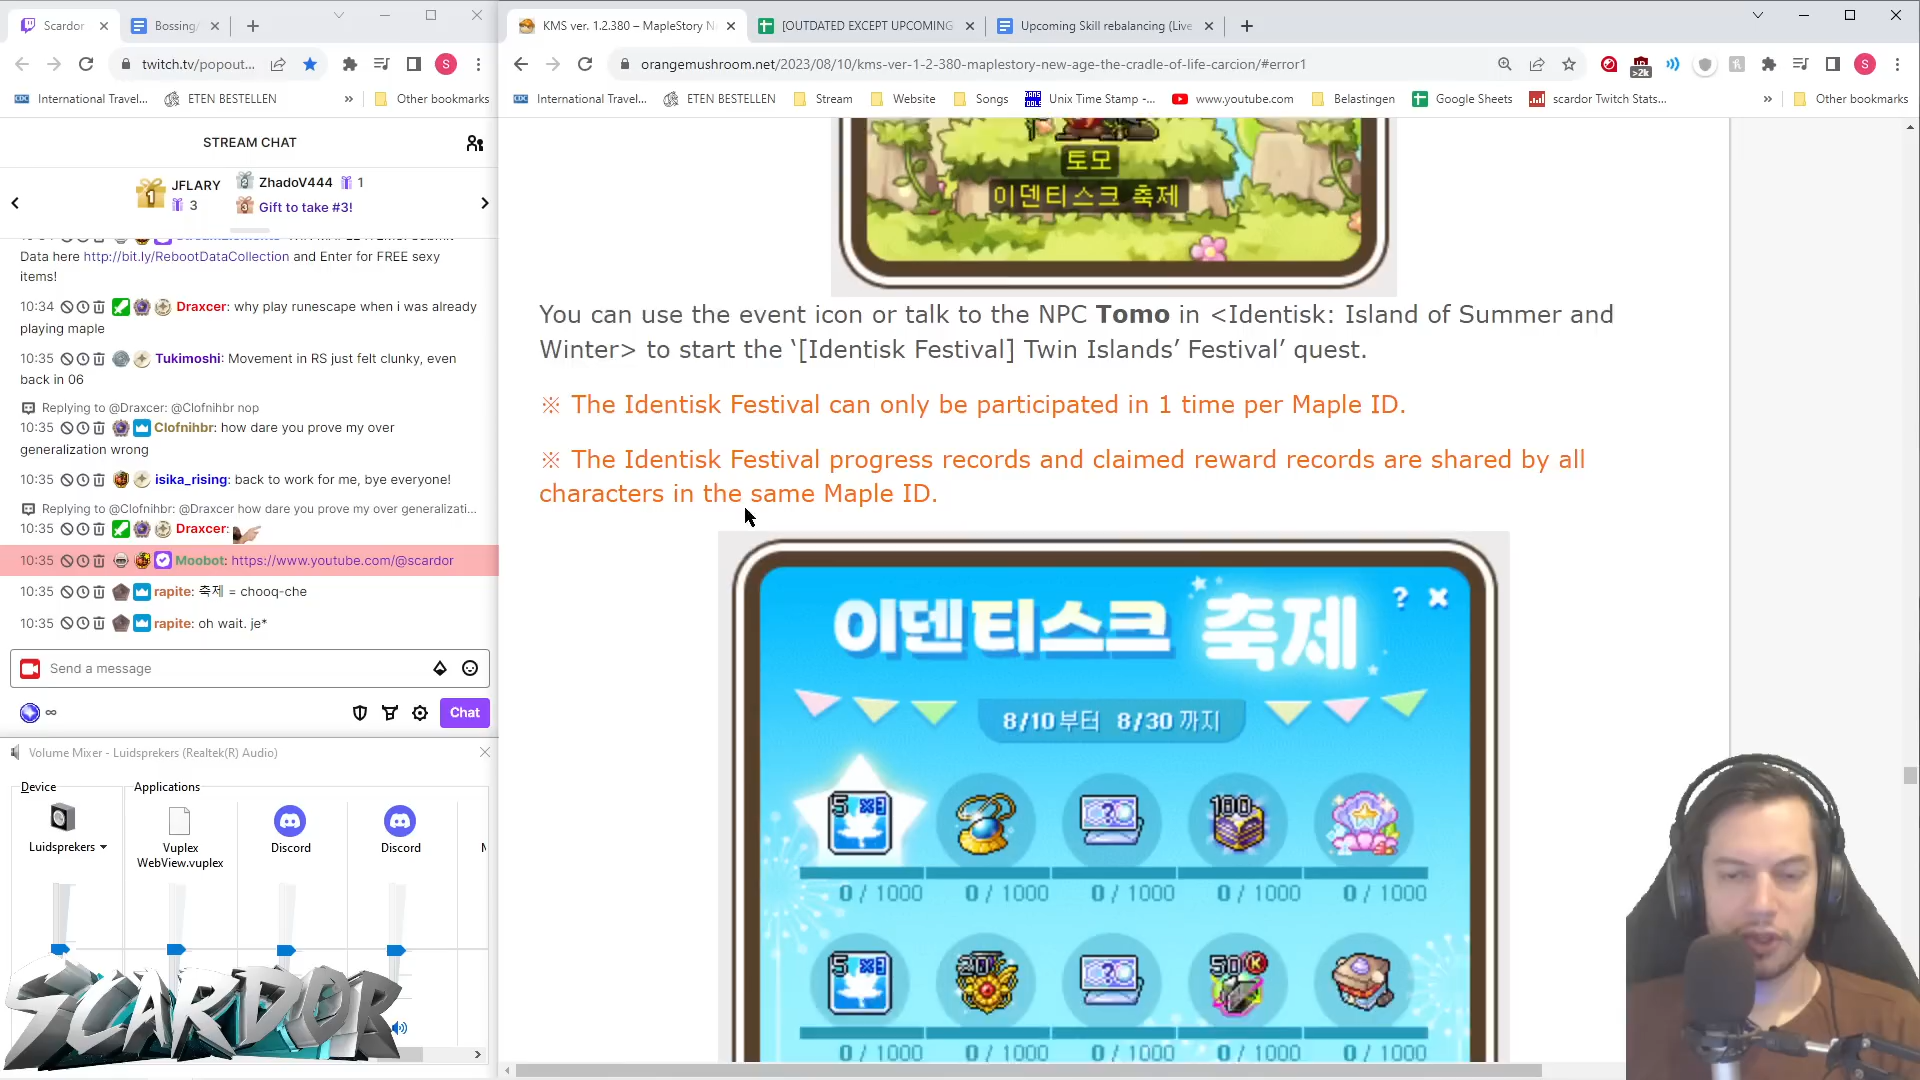 Scardor
Bossing/
KMS ver. 1.2.380 – MapleStory N
[OUTDATED EXCEPT UPCOMING
Upcoming Skill rebalancing (Live
twitch.tv/popout...
S
orangemushroom.net/2023/08/10/kms-ver-1-2-380-maplestory-new-age-the-cradle-of-life-carcion/#error1
>2k
S
CDC International Travel...
ETEN BESTELLEN
»
Other bookmarks
CDC International Travel...
ETEN BESTELLEN
Stream
Website
Songs
Unix Time Stamp -...
www.youtube.com
Belastingen
Google Sheets
scardor Twitch Stats...
»
Other bookmarks
STREAM CHAT
JFLARY
3
ZhadoV444 1
Gift to take #3!
Data here http://bit.ly/RebootDataCollection and Enter for FREE sexy
items!
10:34 Draxcer: why play runescape when i was already
playing maple
10:35 Tukimoshi: Movement in RS just felt clunky, even
back in 06
Replying to @Draxcer: @Clofnihbr nop
10:35 Clofnihbr: how dare you prove my over
generalization wrong
10:35 isika_rising: back to work for me, bye everyone!
Replying to @Clofnihbr: @Draxcer how dare you prove my over generalizati...
10:35 Draxcer:
10:35 Moobot: https://www.youtube.com/@scardor
10:35 rapite: 축제 = chooq-che
10:35 rapite: oh wait. je*
Send a message
∞
Chat
Volume Mixer - Luidsprekers (Realtek(R) Audio)
Device
Applications
Luidsprekers
Vuplex
WebView.vuplex
Discord
Discord
SCARDOR
토모
이덴티스크 축제
You can use the event icon or talk to the NPC Tomo in <Identisk: Island of Summer and
Winter> to start the ‘[Identisk Festival] Twin Islands’ Festival’ quest.
※ The Identisk Festival can only be participated in 1 time per Maple ID.
※ The Identisk Festival progress records and claimed reward records are shared by all
characters in the same Maple ID.
이덴티스크 축제
? ×
8/10 부터 8/30 까지
5 ×3
?
100
0 / 1000
0 / 1000
0 / 1000
0 / 1000
0 / 1000
5 ×3
20
?
50 K
0 / 1000
0 / 1000
0 / 1000
0 / 1000
0 / 1000